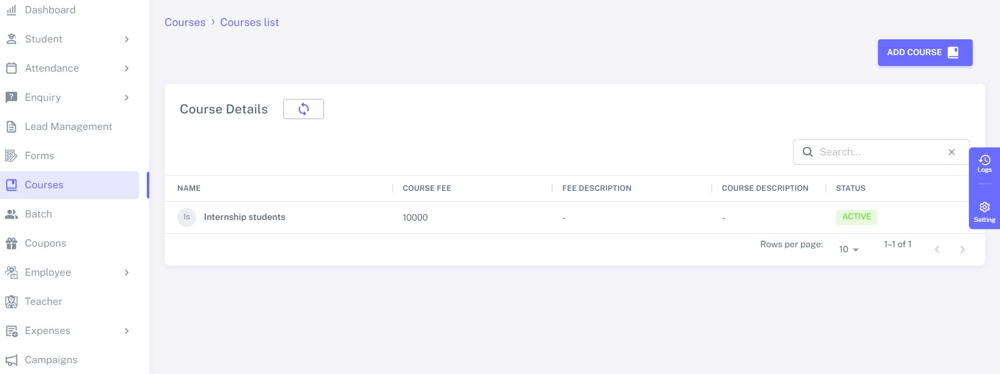 Dashboard
Student
Attendance
Enquiry
Lead Management
Forms
Courses
Batch
Coupons
Employee
Teacher
Expenses
Campaigns
Courses › Courses list
ADD COURSE
Course Details
Search...
NAME COURSE FEE FEE DESCRIPTION COURSE DESCRIPTION STATUS
Is Internship students 10000 - - ACTIVE
Rows per page: 10 1–1 of 1
Logs
Setting